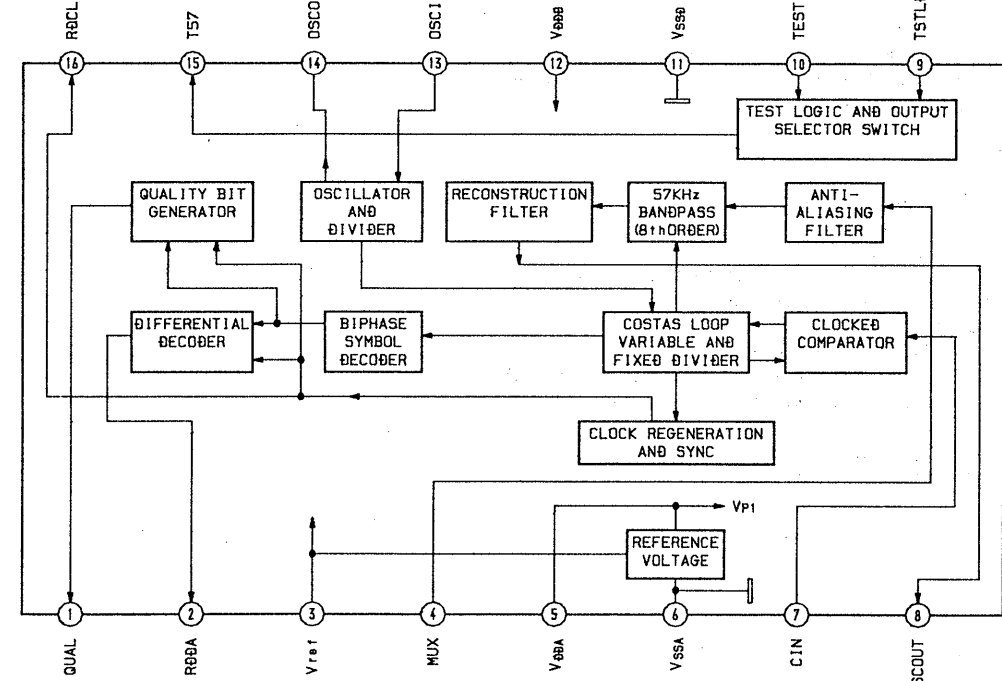 RDCL
T57
OSCO
OSCI
VDDD
VSSD
TEST
16
15
14
13
12
11
10
9
TEST LOGIC AND OUTPUT
SELECTOR SWITCH
QUALITY BIT
GENERATOR
OSCILLATOR
AND
DIVIDER
RECONSTRUCTION
FILTER
57KHz
BANDPASS
(8thORDER)
ANTI-
ALIASING
FILTER
DIFFERENTIAL
DECODER
BIPHASE
SYMBOL
DECODER
COSTAS LOOP
VARIABLE AND
FIXED DIVIDER
CLOCKED
COMPARATOR
CLOCK REGENERATION
AND SYNC
VP1
REFERENCE
VOLTAGE
1
2
3
4
5
6
7
8
QUAL
RDDA
Vref
MUX
VDDA
VSSA
CIN
SCOUT